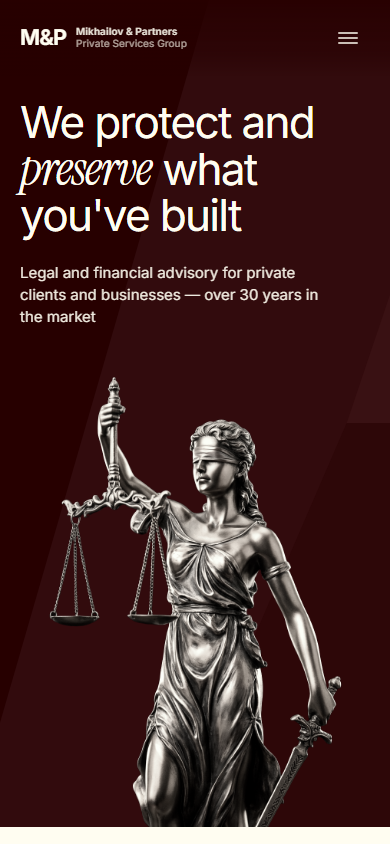 M&P
Mikhailov & Partners
Private Services Group
We protect and
preserve what
you've built
Legal and financial advisory for private
clients and businesses — over 30 years in
the market